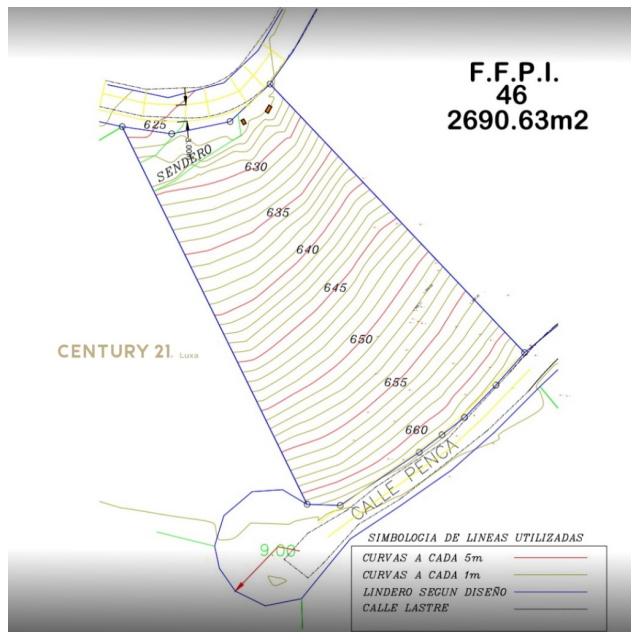 F.F.P.I.
46
2690.63m2
625
SENDERO
630
635
640
645
CENTURY 21. Luxa
650
655
660
CALLE PENCA
9.00
SIMBOLOGIA DE LINEAS UTILIZADAS
CURVAS A CADA 5m
CURVAS A CADA 1m
LINDERO SEGUN DISEÑO
CALLE LASTRE